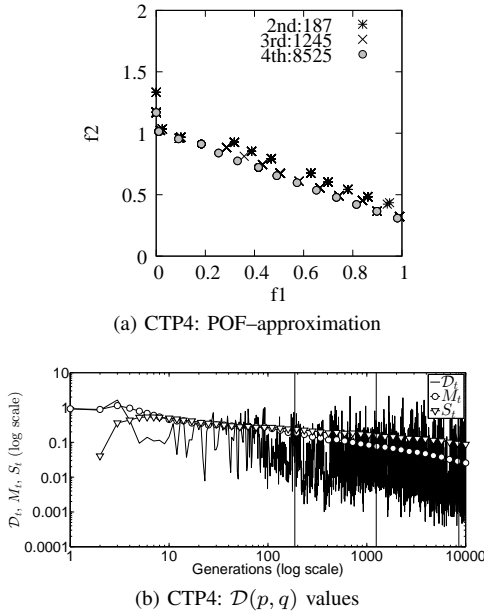 2
1.5
1
0.5
0
f2
2nd:187
3rd:1245
4th:8525
0 0.2 0.4 0.6 0.8 1
f1
(a) CTP4: POF–approximation
10
1
0.1
0.01
0.001
0.0001
𝒟t, Mt, St (log scale)
𝒟t
Mt
St
1 10 100 1000 10000
Generations (log scale)
(b) CTP4: 𝒟(p, q) values